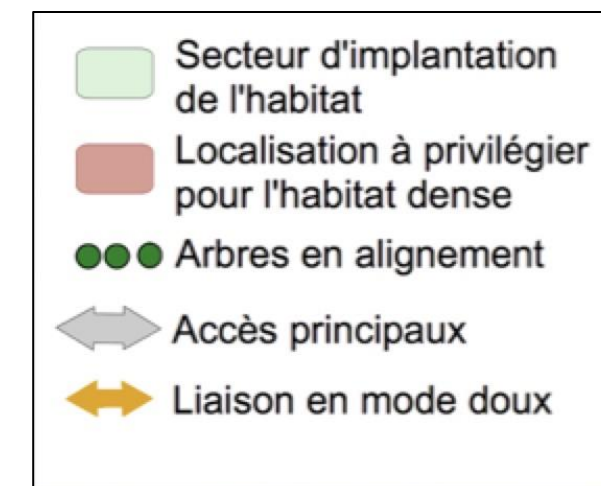 Secteur d'implantation
de l'habitat
Localisation à privilégier
pour l'habitat dense
Arbres en alignement
Accès principaux
Liaison en mode doux